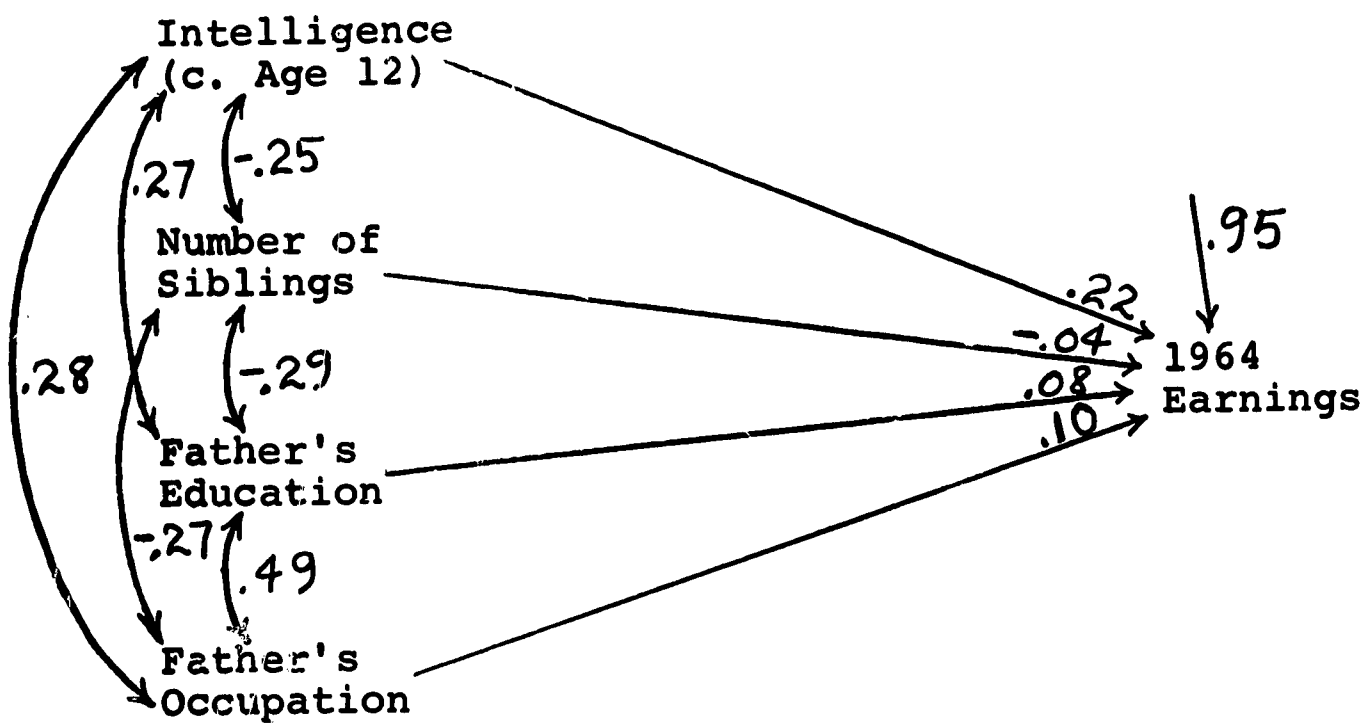 Intelligence
(c. Age 12)
.27
-.25
Number of
Siblings
.95
.22
-.04
1964
Earnings
.08
.10
.28
-.29
Father's
Education
-.27
.49
Father's
Occupation